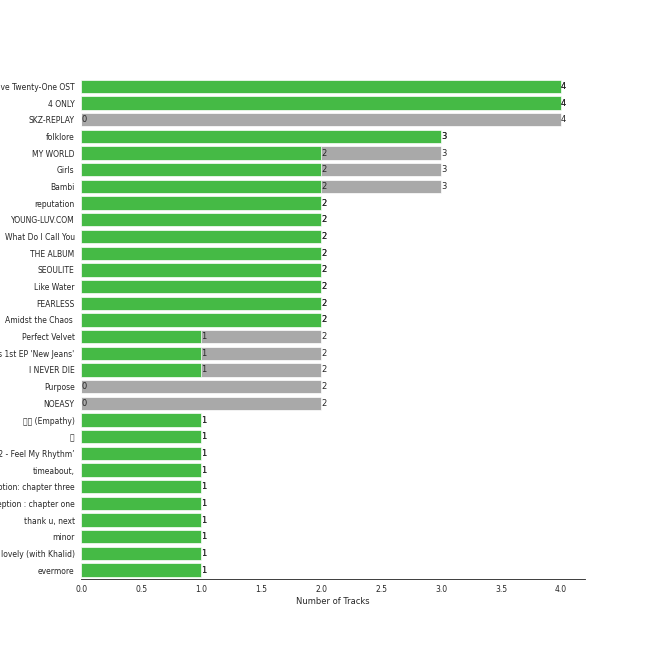 ve Twenty-One OST 4
4 ONLY 4
SKZ-REPLAY 0 4
folklore 3
MY WORLD 2 3
Girls 2 3
Bambi 2 3
reputation 2
YOUNG-LUV.COM 2
What Do I Call You 2
THE ALBUM 2
SEOULITE 2
Like Water 2
FEARLESS 2
Amidst the Chaos 2
Perfect Velvet 1 2
s 1st EP 'New Jeans' 1 2
I NEVER DIE 1 2
Purpose 0 2
NOEASY 0 2
(Empathy) 1
1
2 - Feel My Rhythm' 1
timeabout, 1
ption: chapter three 1
eption : chapter one 1
thank u, next 1
minor 1
lovely (with Khalid) 1
evermore 1
0.0 0.5 1.0 1.5 2.0 2.5 3.0 3.5 4.0
Number of Tracks